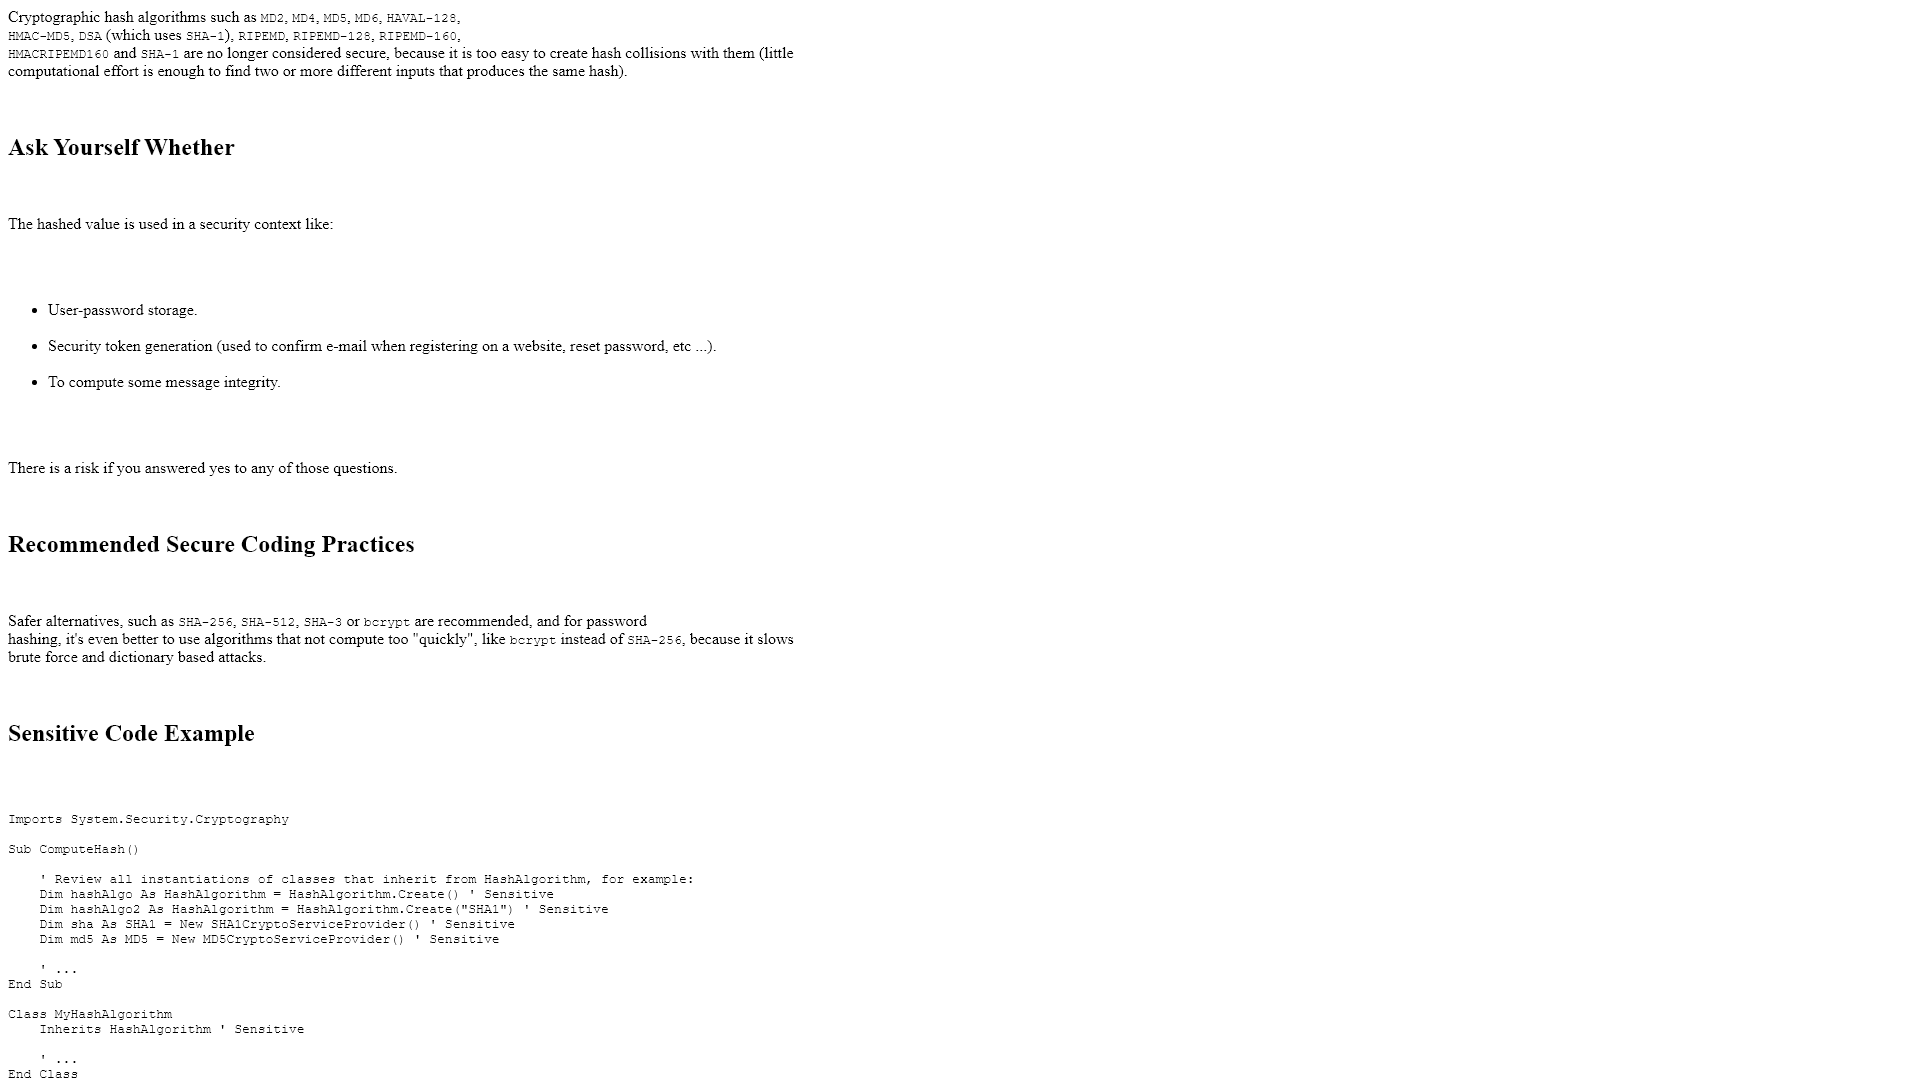 Cryptographic hash algorithms such as MD2, MD4, MD5, MD6, HAVAL-128,
HMAC-MD5, DSA (which uses SHA-1), RIPEMD, RIPEMD-128, RIPEMD-160,
HMACRIPEMD160 and SHA-1 are no longer considered secure, because it is too easy to create hash collisions with them (little
computational effort is enough to find two or more different inputs that produces the same hash).
Ask Yourself Whether
The hashed value is used in a security context like:
• User-password storage.
• Security token generation (used to confirm e-mail when registering on a website, reset password, etc ...).
• To compute some message integrity.
There is a risk if you answered yes to any of those questions.
Recommended Secure Coding Practices
Safer alternatives, such as SHA-256, SHA-512, SHA-3 or bcrypt are recommended, and for password
hashing, it's even better to use algorithms that not compute too "quickly", like bcrypt instead of SHA-256, because it slows
brute force and dictionary based attacks.
Sensitive Code Example
Imports System.Security.Cryptography
Sub ComputeHash()
    ' Review all instantiations of classes that inherit from HashAlgorithm, for example:
    Dim hashAlgo As HashAlgorithm = HashAlgorithm.Create() ' Sensitive
    Dim hashAlgo2 As HashAlgorithm = HashAlgorithm.Create("SHA1") ' Sensitive
    Dim sha As SHA1 = New SHA1CryptoServiceProvider() ' Sensitive
    Dim md5 As MD5 = New MD5CryptoServiceProvider() ' Sensitive
    ' ...
End Sub
Class MyHashAlgorithm
    Inherits HashAlgorithm ' Sensitive
    ' ...
End Class